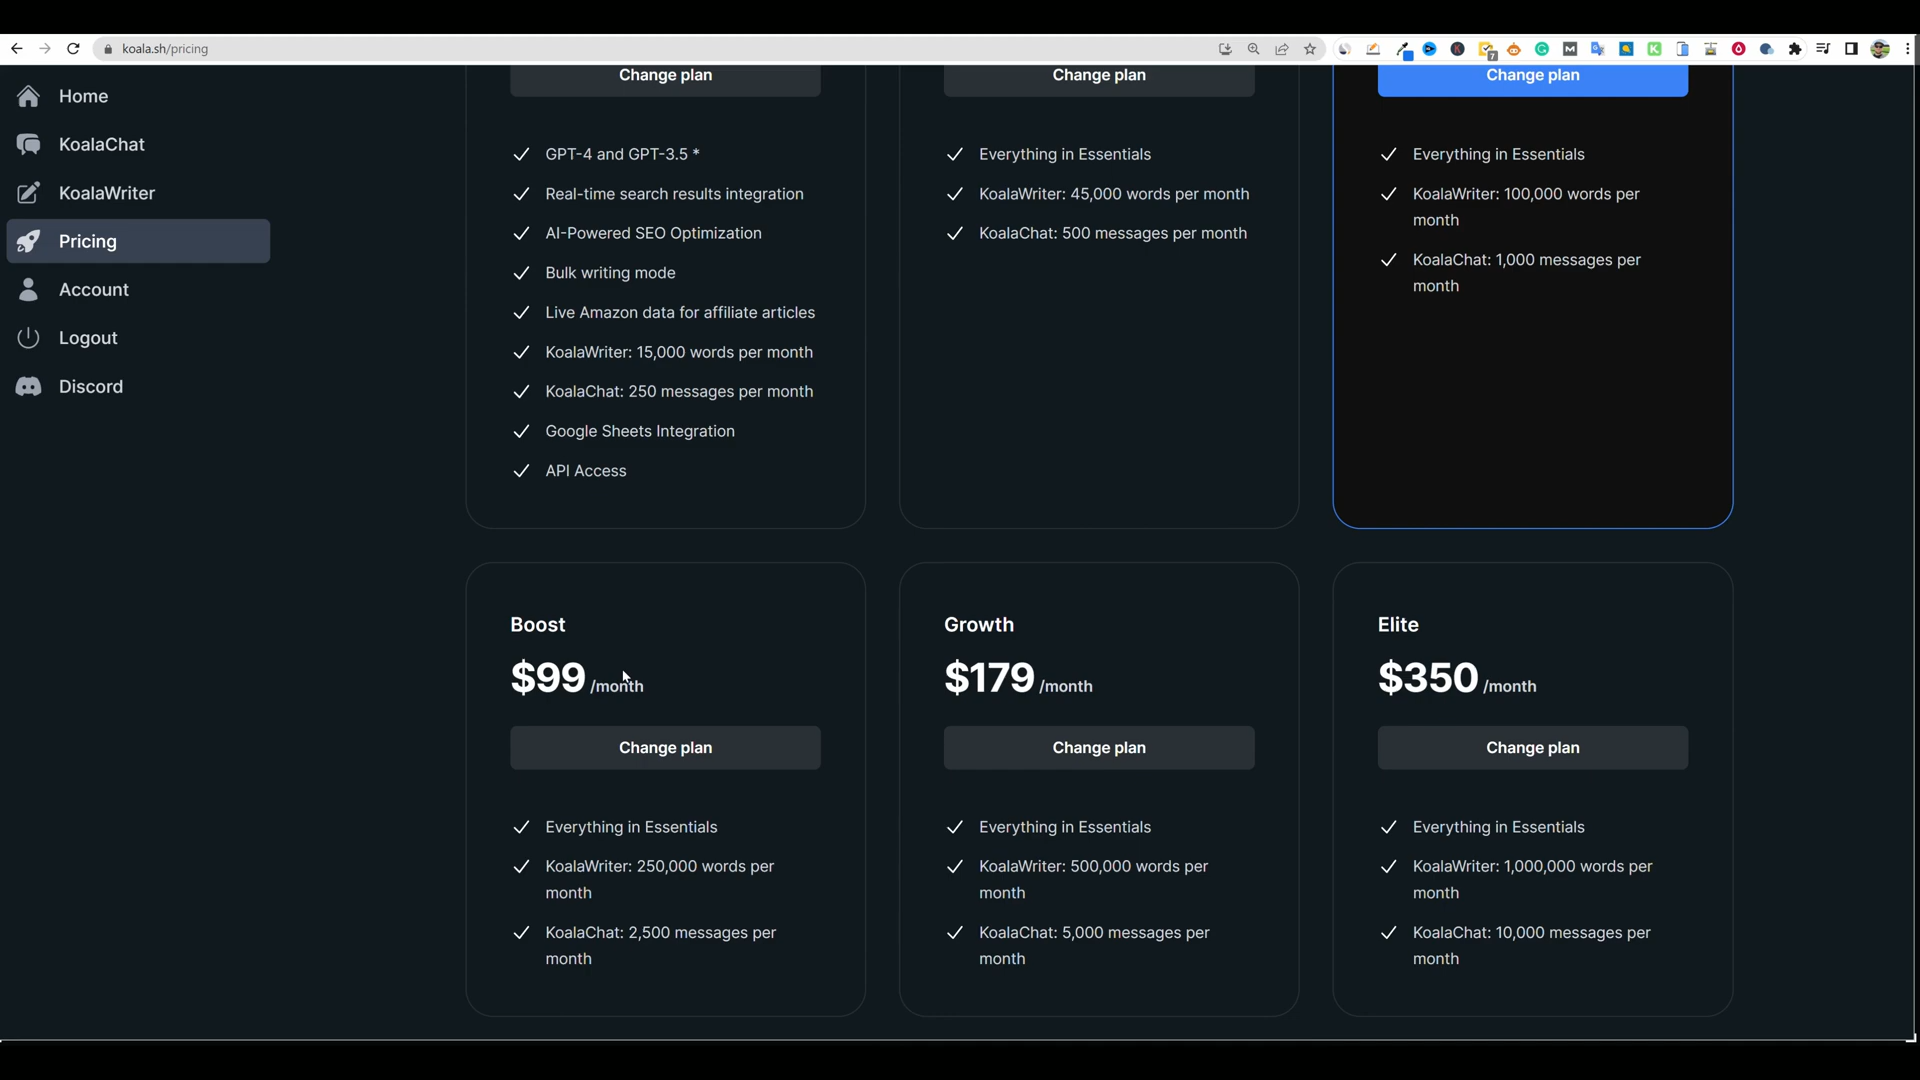 koala.sh/pricing
7
Home
KoalaChat
KoalaWriter
Pricing
Account
Logout
Discord
Change plan
GPT-4 and GPT-3.5 *
Real-time search results integration
AI-Powered SEO Optimization
Bulk writing mode
Live Amazon data for affiliate articles
KoalaWriter: 15,000 words per month
KoalaChat: 250 messages per month
Google Sheets Integration
API Access
Change plan
Everything in Essentials
KoalaWriter: 45,000 words per month
KoalaChat: 500 messages per month
Change plan
Everything in Essentials
KoalaWriter: 100,000 words per
month
KoalaChat: 1,000 messages per
month
Boost
$99 /month
Change plan
Everything in Essentials
KoalaWriter: 250,000 words per
month
KoalaChat: 2,500 messages per
month
Growth
$179 /month
Change plan
Everything in Essentials
KoalaWriter: 500,000 words per
month
KoalaChat: 5,000 messages per
month
Elite
$350 /month
Change plan
Everything in Essentials
KoalaWriter: 1,000,000 words per
month
KoalaChat: 10,000 messages per
month